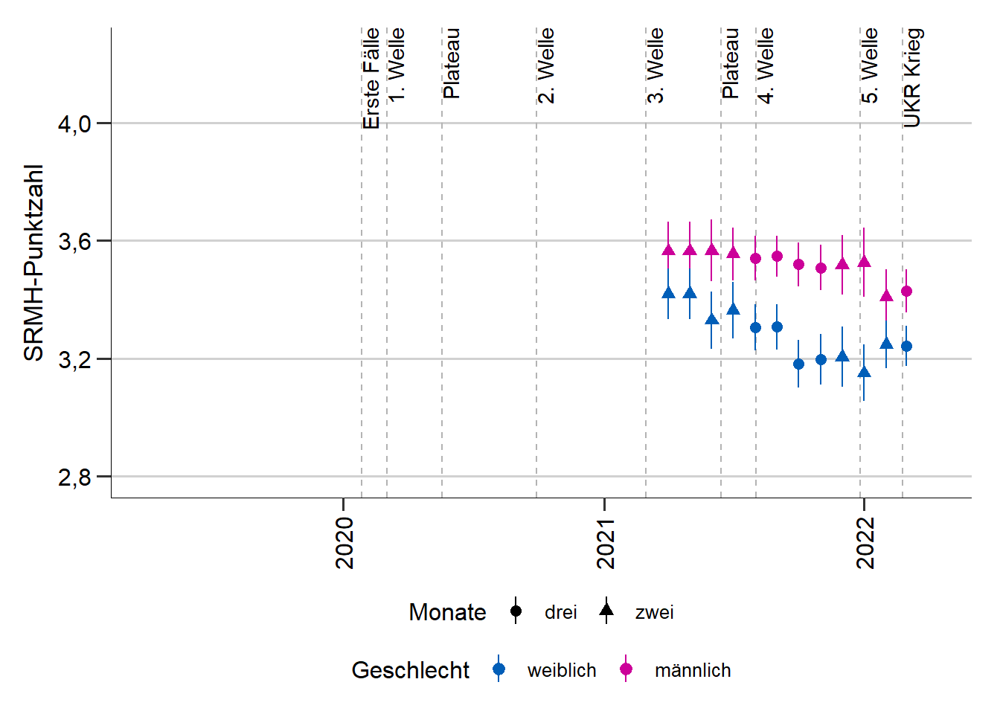 Erste Fälle
1. Welle
Plateau
2. Welle
3. Welle
Plateau
4. Welle
5. Welle
UKR Krieg
SRMH-Punktzahl
4,0
3,6
3,2
2,8
2020
2021
2022
Monate drei zwei
Geschlecht weiblich männlich